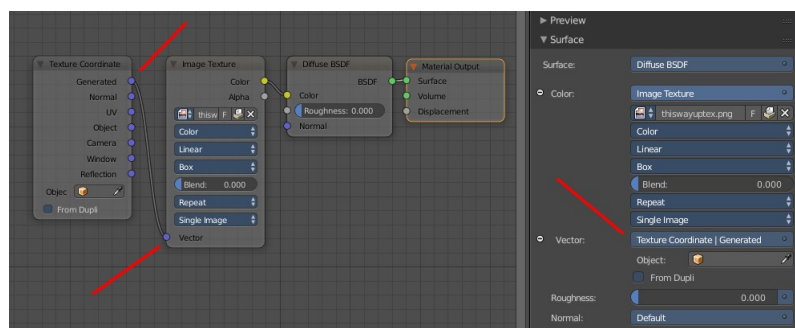 Texture Coordinate
Generated
Normal
UV
Object
Camera
Window
Reflection
Objec
From Dupli
Image Texture
Color
Alpha
thisw F
Color
Linear
Box
Blend: 0.000
Repeat
Single Image
Vector
Diffuse BSDF
BSDF
Color
Roughness: 0.000
Normal
Material Output
Surface
Volume
Displacement
Preview
Surface
Surface: Diffuse BSDF
Color: Image Texture
thiswayuptex.png F
Color
Linear
Box
Blend: 0.000
Repeat
Single Image
Vector: Texture Coordinate | Generated
Object:
From Dupli
Roughness: 0.000
Normal: Default